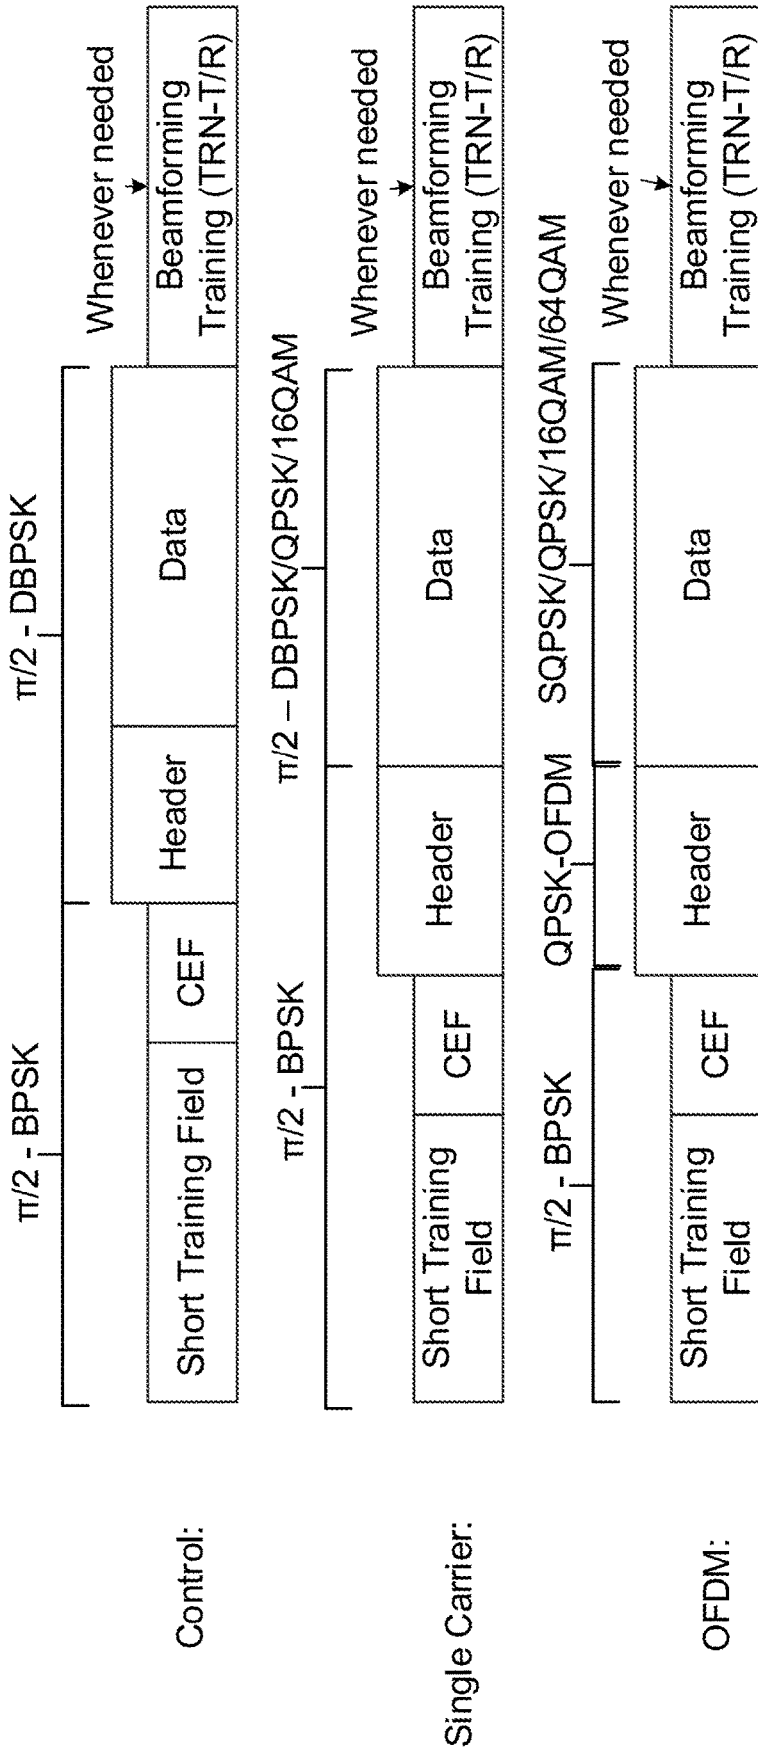 π/2 - BPSK
π/2 - DBPSK
Whenever needed
Control:
Short Training Field
CEF
Header
Data
Beamforming
Training (TRN-T/R)
π/2 - BPSK
π/2 – DBPSK/QPSK/16QAM
Whenever needed
Single Carrier:
Short Training
Field
CEF
Header
Data
Beamforming
Training (TRN-T/R)
π/2 - BPSK
QPSK-OFDM
SQPSK/QPSK/16QAM/64QAM
Whenever needed
OFDM:
Short Training
Field
CEF
Header
Data
Beamforming
Training (TRN-T/R)